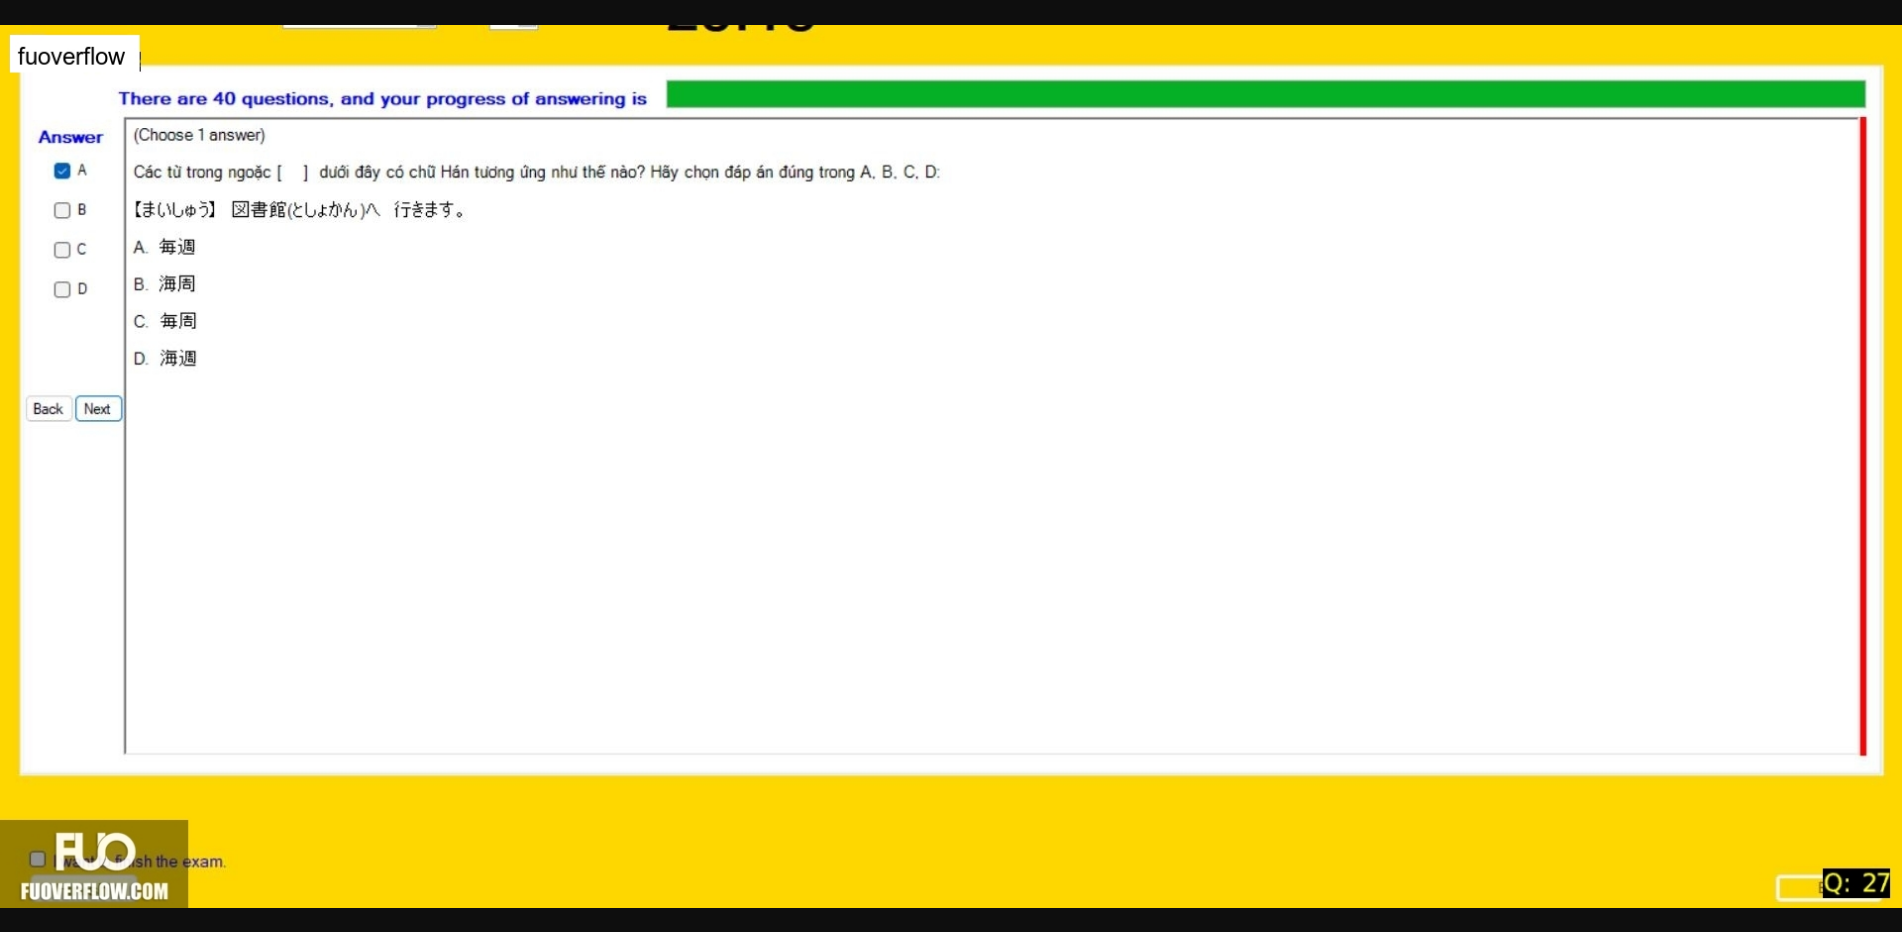 fuoverflow
There are 40 questions, and your progress of answering is
Answer
A
B
C
D
Back Next
(Choose 1 answer)
Các từ trong ngoặc [ ] dưới đây có chữ Hán tương ứng như thế nào? Hãy chọn đáp án đúng trong A, B, C, D:
【まいしゅう】 図書館(としょかん)へ 行きます。
A. 毎週
B. 海周
C. 毎周
D. 海週
FUO
finish the exam.
FUOVERFLOW.COM
Q: 27